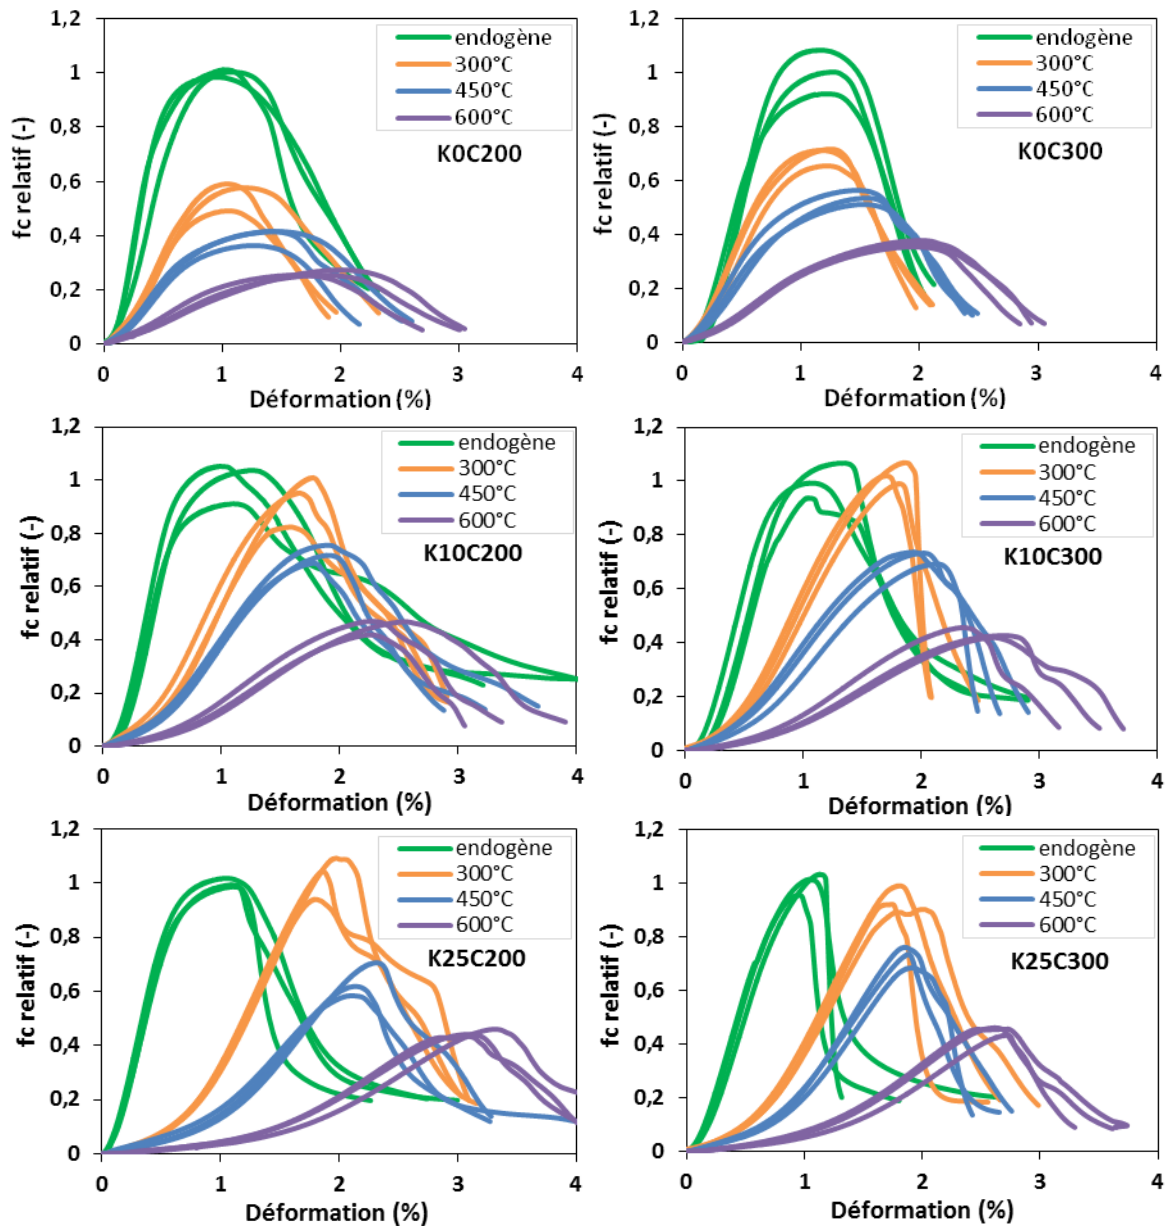 fc relatif (-)
1,2
1
0,8
0,6
0,4
0,2
0
endogène
300°C
450°C
600°C
K0C200
0 1 2 3 4
Déformation (%)
fc relatif (-)
1,2
1
0,8
0,6
0,4
0,2
0
endogène
300°C
450°C
600°C
K0C300
0 1 2 3 4
Déformation (%)
fc relatif (-)
1,2
1
0,8
0,6
0,4
0,2
0
endogène
300°C
450°C
600°C
K10C200
0 1 2 3 4
Déformation (%)
fc relatif (-)
1,2
1
0,8
0,6
0,4
0,2
0
endogène
300°C
450°C
600°C
K10C300
0 1 2 3 4
Déformation (%)
fc relatif (-)
1,2
1
0,8
0,6
0,4
0,2
0
endogène
300°C
450°C
600°C
K25C200
0 1 2 3 4
Déformation (%)
fc relatif (-)
1,2
1
0,8
0,6
0,4
0,2
0
endogène
300°C
450°C
600°C
K25C300
0 1 2 3 4
Déformation (%)